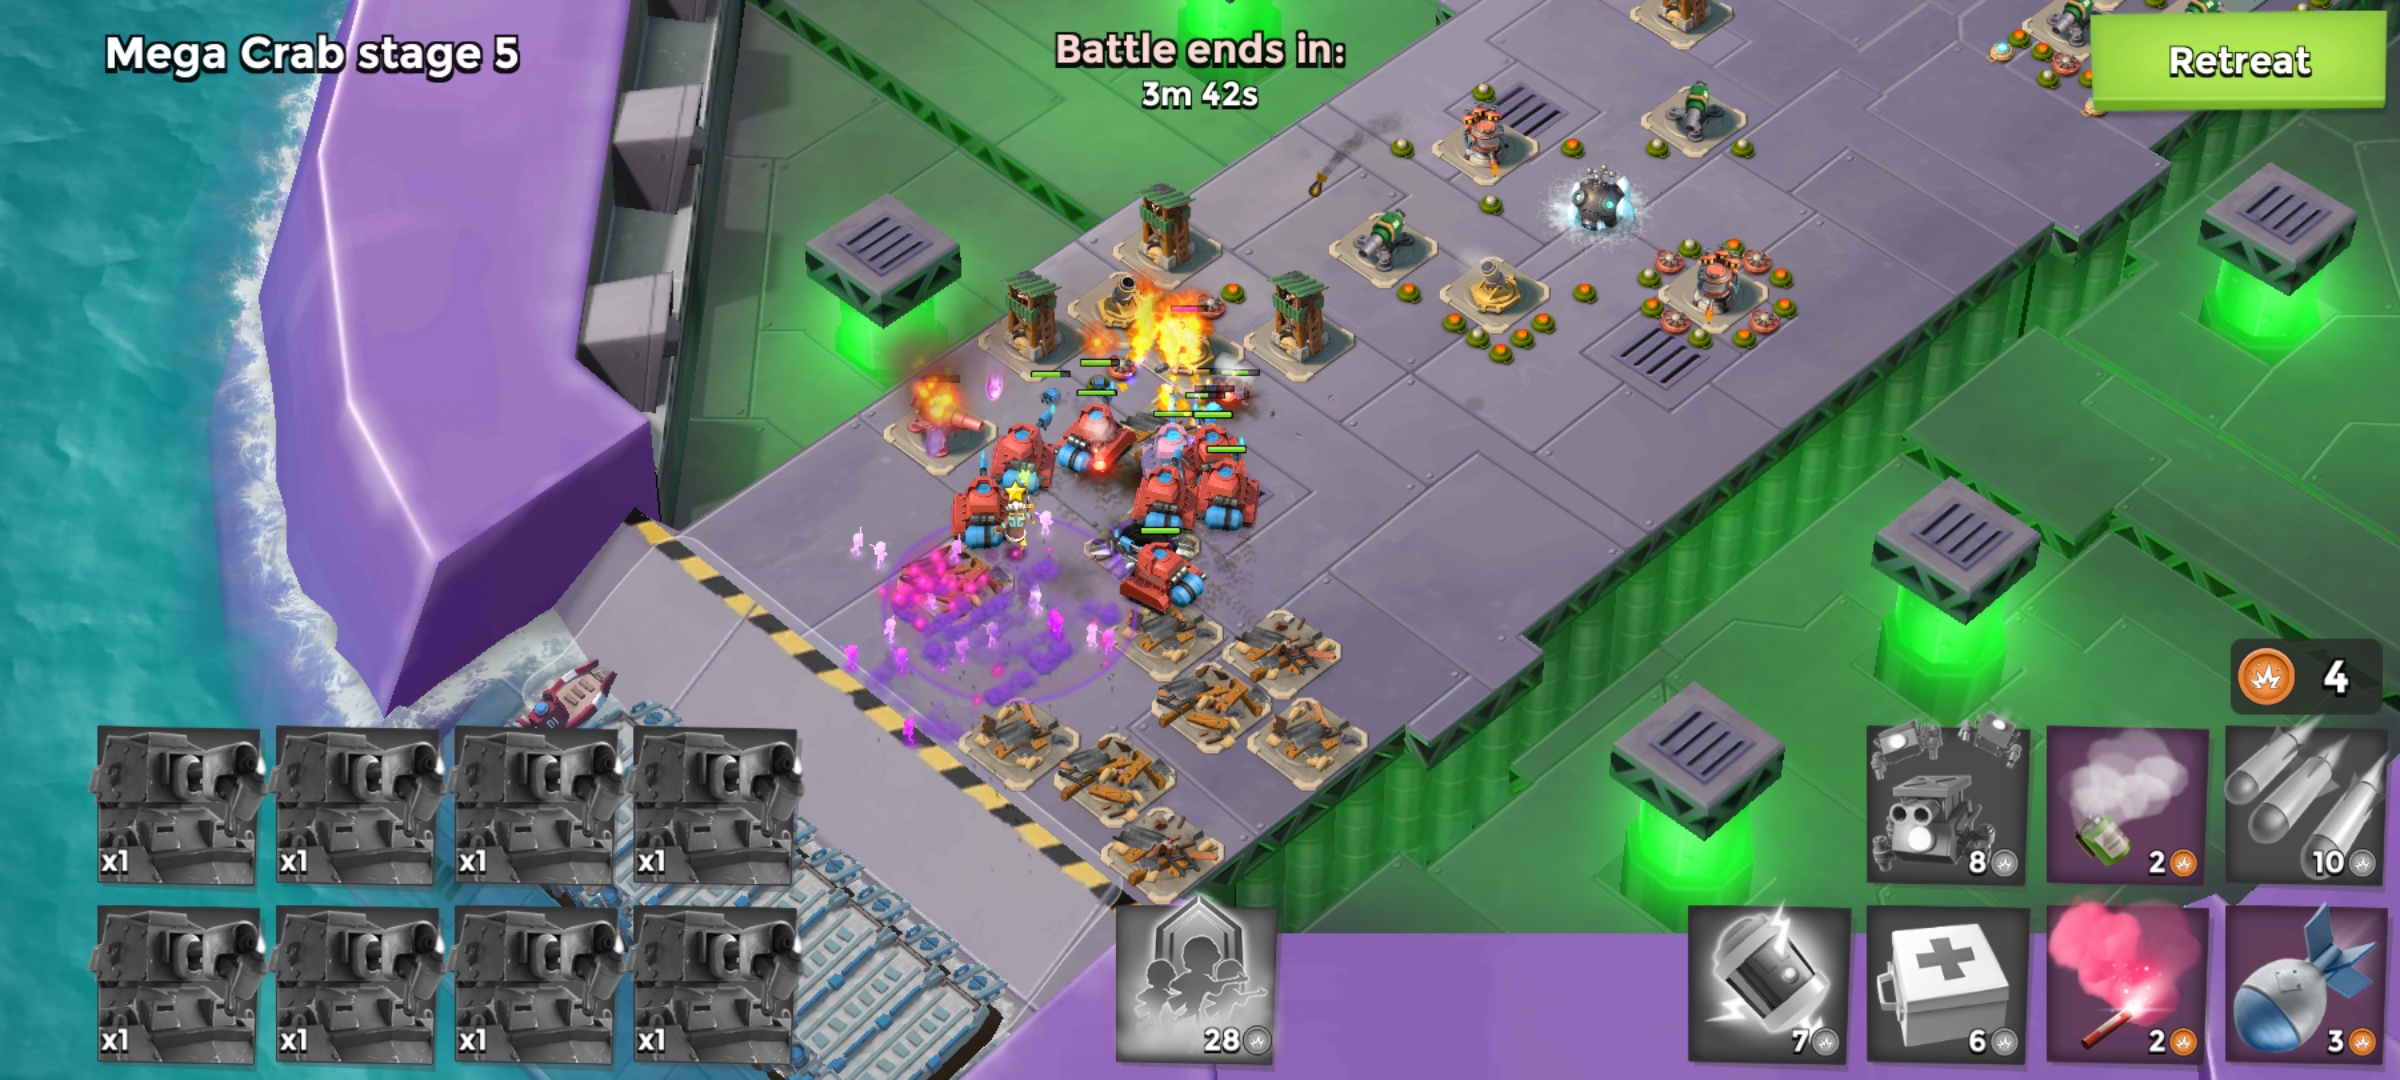 Mega Crab stage 5
Battle ends in:
3m 42s
Retreat
4
x1
x1
x1
x1
8
2
10
x1
x1
x1
x1
28
7
6
2
3